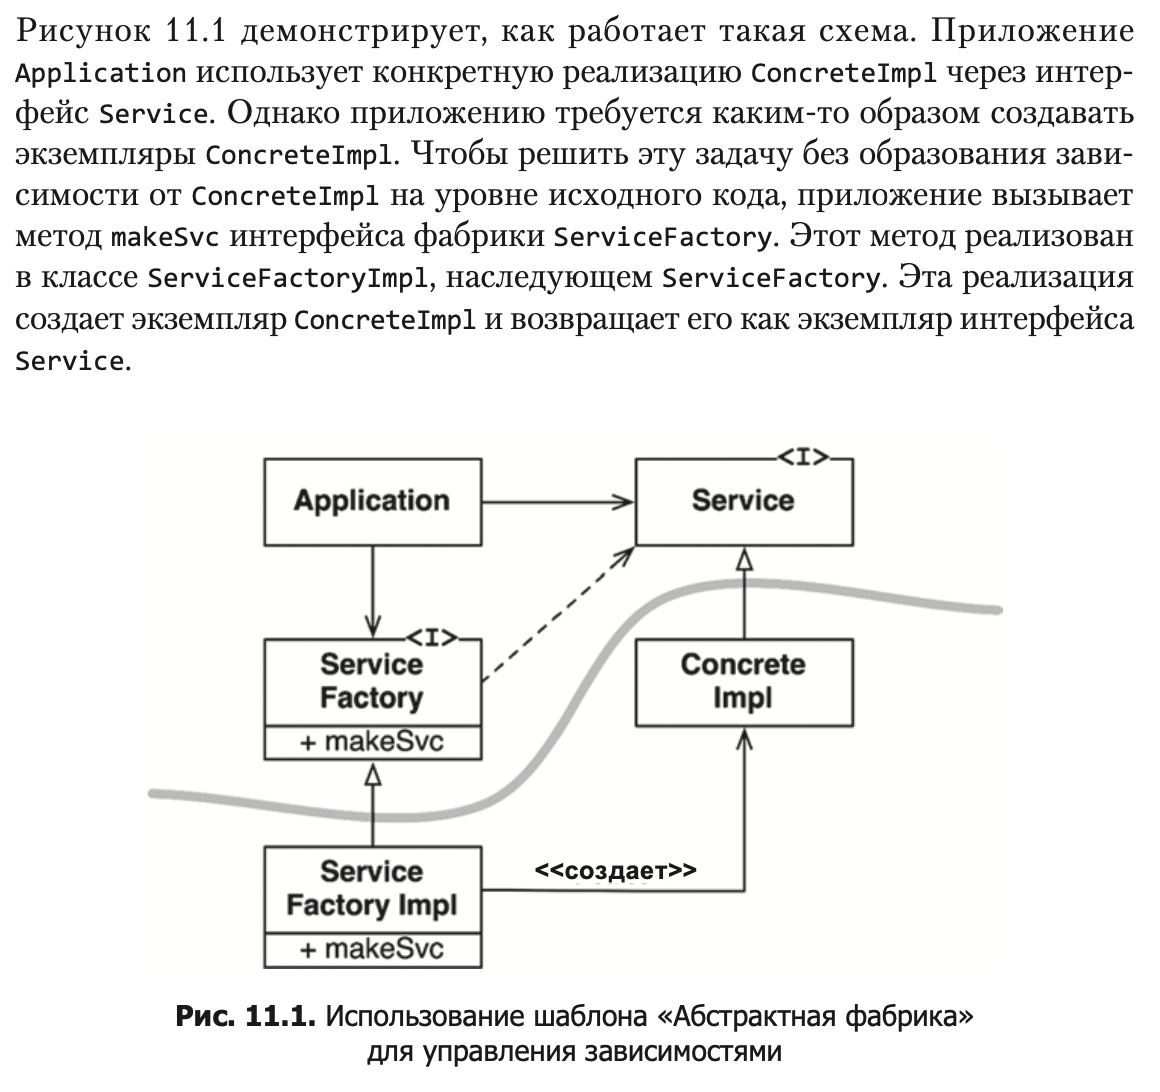 Рисунок 11.1 демонстрирует, как работает такая схема. Приложение
Application использует конкретную реализацию ConcreteImpl через интер-
фейс Service. Однако приложению требуется каким-то образом создавать
экземпляры ConcreteImpl. Чтобы решить эту задачу без образования зави-
симости от ConcreteImpl на уровне исходного кода, приложение вызывает
метод makeSvc интерфейса фабрики ServiceFactory. Этот метод реализован
в классе ServiceFactoryImpl, наследующем ServiceFactory. Эта реализация
создает экземпляр ConcreteImpl и возвращает его как экземпляр интерфейса
Service.
<I>
Application
Service
<I>
Service
Factory
+ makeSvc
Concrete
Impl
Service
Factory Impl
+ makeSvc
<<создает>>
Рис. 11.1. Использование шаблона «Абстрактная фабрика»
для управления зависимостями